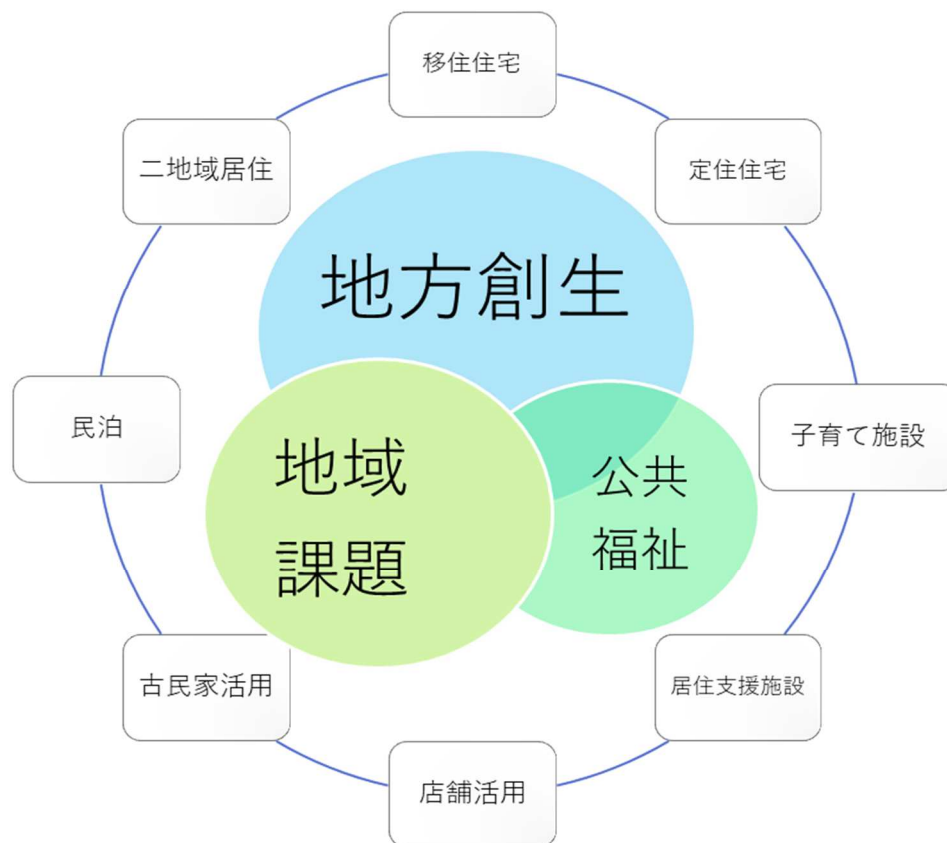 移住住宅
二地域居住
定住住宅
地方創生
民泊
地域
課題
公共
福祉
子育て施設
古民家活用
居住支援施設
店舗活用